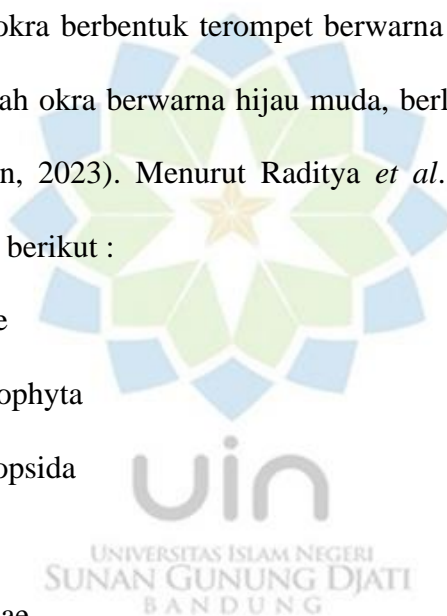 okra berbentuk terompet berwarna
ah okra berwarna hijau muda, berl
n, 2023). Menurut Raditya et al.
berikut :
e
ophyta
opsida
uin
UNIVERSITAS ISLAM NEGERI
SUNAN GUNUNG DJATI
BANDUNG
ae